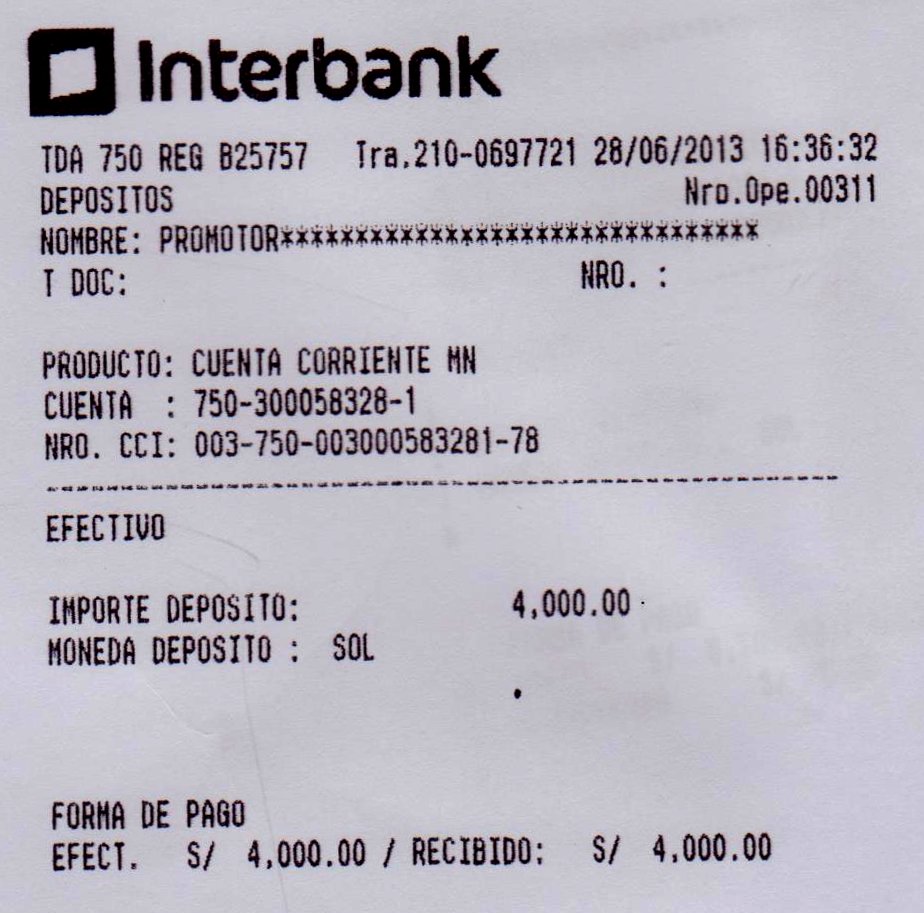 Interbank
TDA 750 REG B25757 Tra.210-0697721 28/06/2013 16:36:32
DEPOSITOS Nro.Ope.00311
NOMBRE: PROMOTOR********************************
T DOC: NRO. :
PRODUCTO: CUENTA CORRIENTE MN
CUENTA : 750-300058328-1
NRO. CCI: 003-750-003000583281-78
EFECTIVO
IMPORTE DEPOSITO: 4,000.00
MONEDA DEPOSITO : SOL
FORMA DE PAGO
EFECT. S/ 4,000.00 / RECIBIDO: S/ 4,000.00